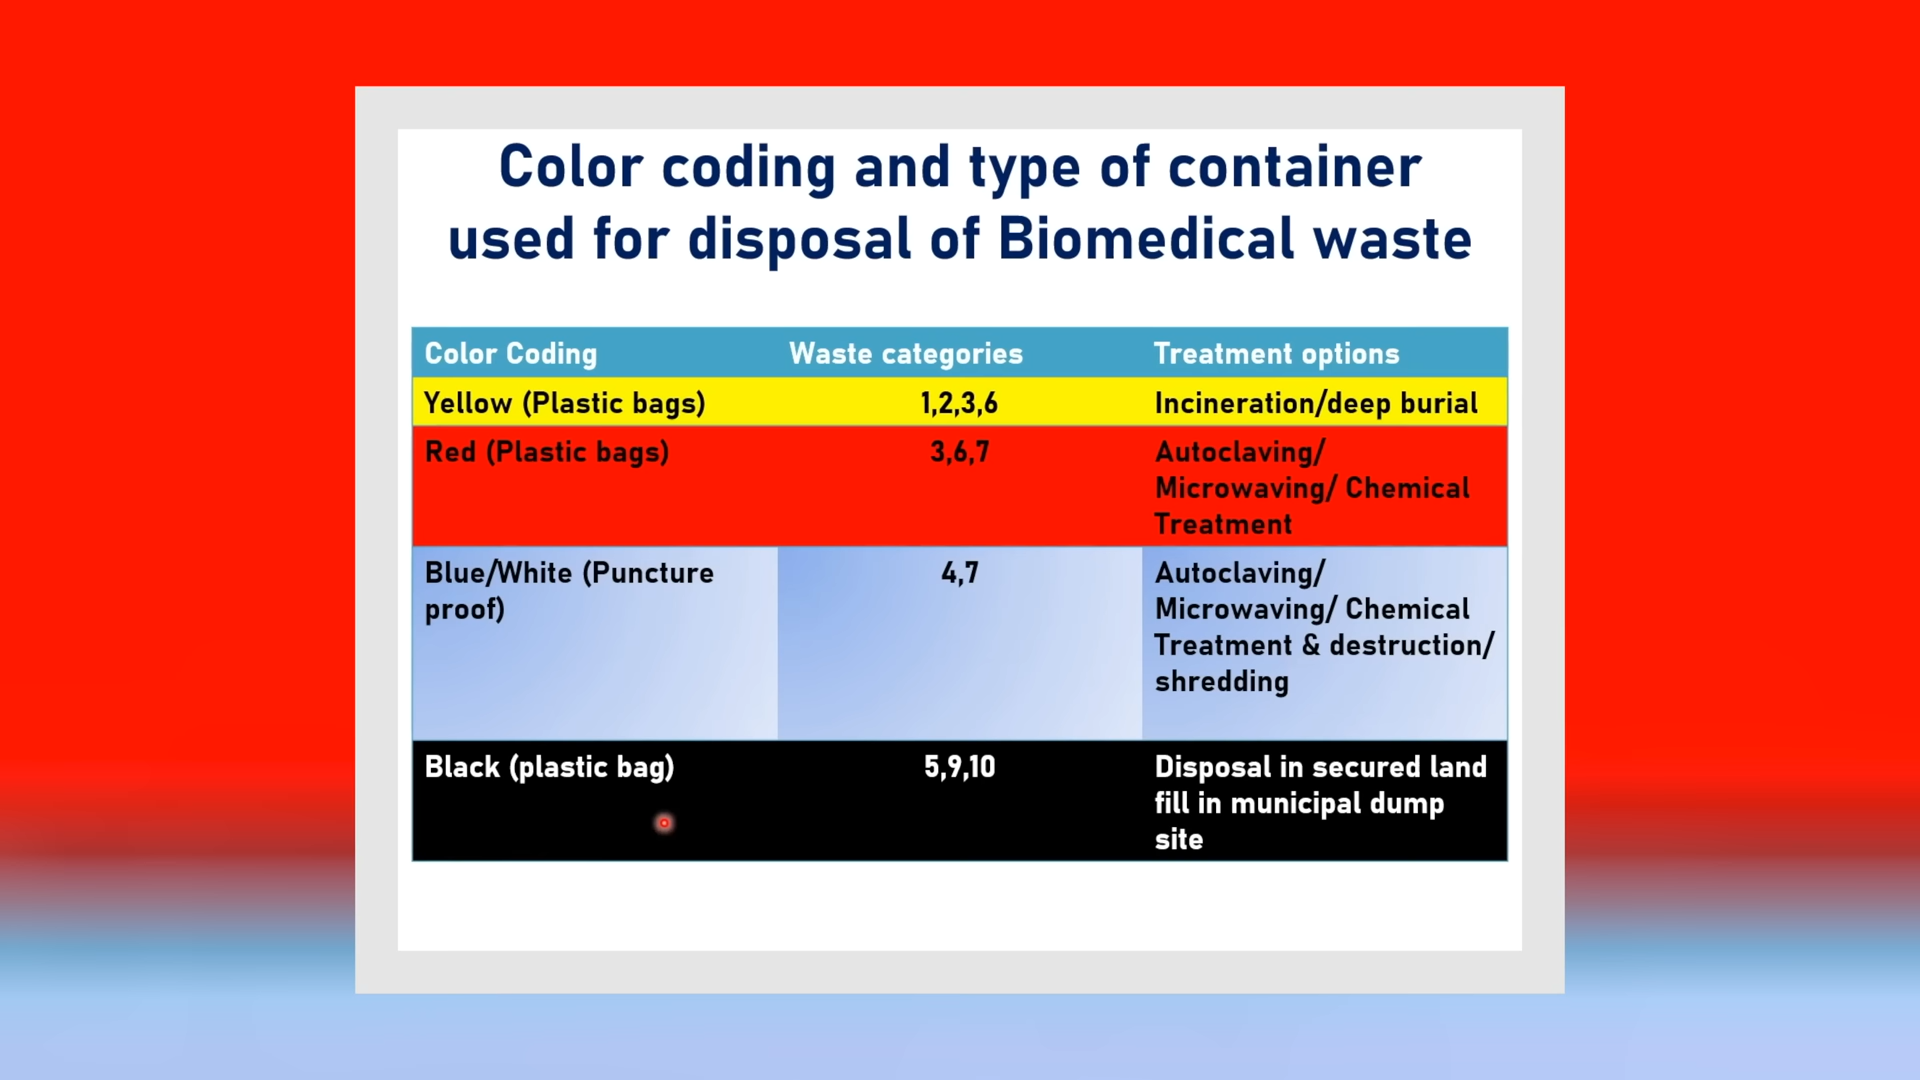 Color coding and type of container
used for disposal of Biomedical waste
Color Coding
Waste categories
Treatment options
Yellow (Plastic bags)
1,2,3,6
Incineration/deep burial
Red (Plastic bags)
3,6,7
Autoclaving/
Microwaving/ Chemical
Treatment
Blue/White (Puncture
proof)
4,7
Autoclaving/
Microwaving/ Chemical
Treatment & destruction/
shredding
Black (plastic bag)
5,9,10
Disposal in secured land
fill in municipal dump
site